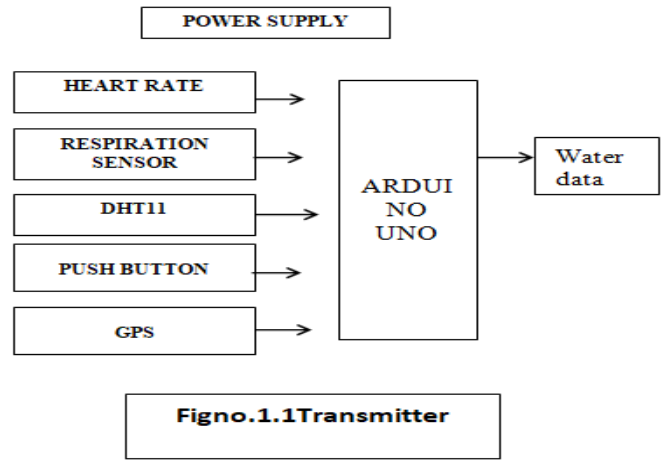 POWER SUPPLY
HEART RATE
RESPIRATION
SENSOR
DHT11
PUSH BUTTON
GPS
ARDUI
NO
UNO
Water
data
Figno.1.1Transmitter